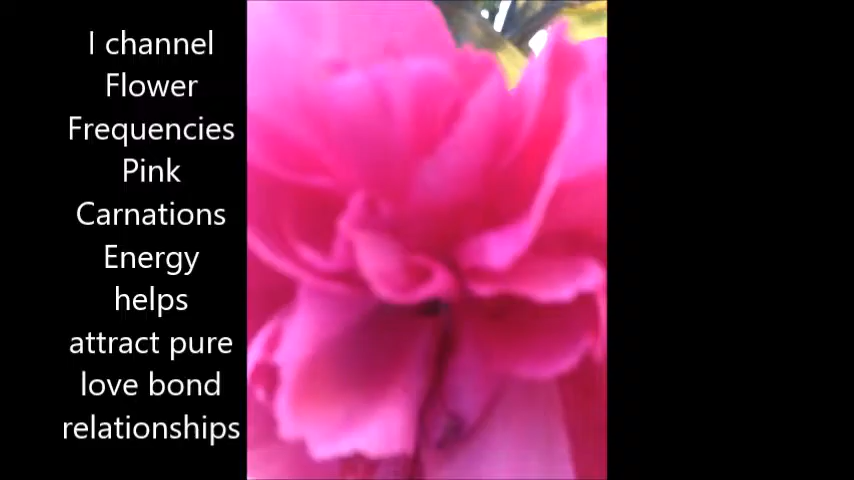 I channel
Flower
Frequencies
Pink
Carnations
Energy
helps
attract pure
love bond
relationships